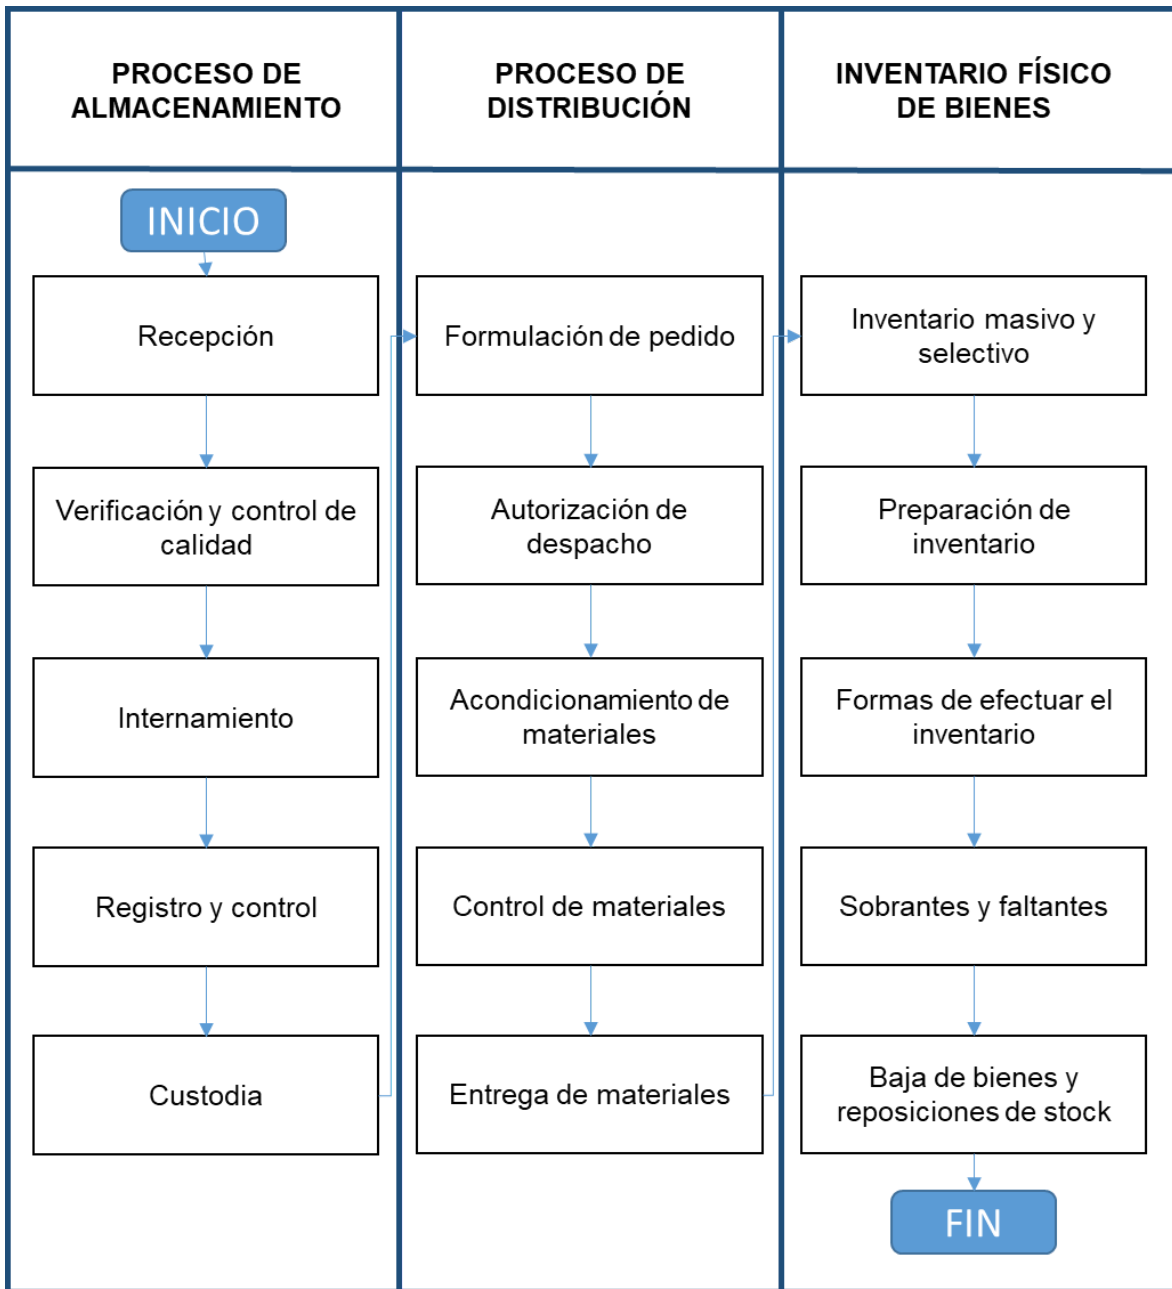 PROCESO DE
ALMACENAMIENTO
PROCESO DE
DISTRIBUCIÓN
INVENTARIO FÍSICO
DE BIENES
INICIO
Recepción
Verificación y control de
calidad
Internamiento
Registro y control
Custodia
Formulación de pedido
Autorización de
despacho
Acondicionamiento de
materiales
Control de materiales
Entrega de materiales
Inventario masivo y
selectivo
Preparación de
inventario
Formas de efectuar el
inventario
Sobrantes y faltantes
Baja de bienes y
reposiciones de stock
FIN